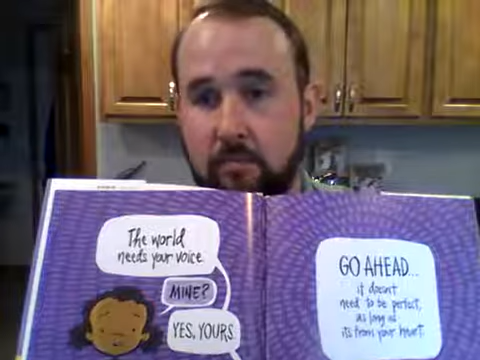 The world
needs your voice.
MINE?
YES, YOURS.
GO AHEAD...
it doesn't
need to be perfect,
as long as
its from your heart.